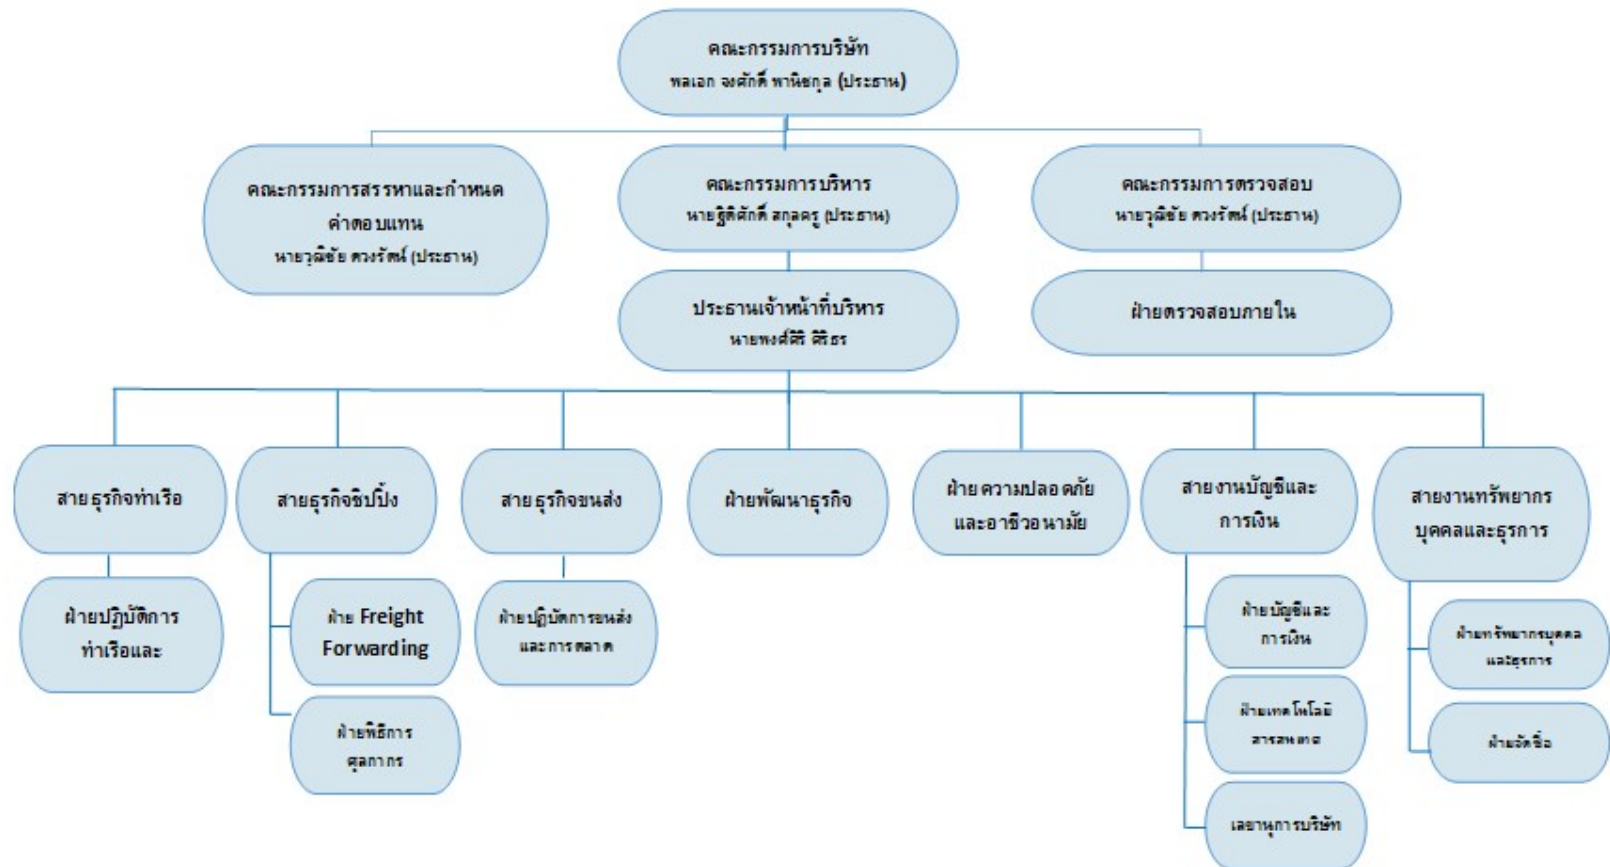 คณะกรรมการบริษัท
พลเอก จงศักดิ์ พานิชกุล (ประธาน)
คณะกรรมการสรรหาและกำหนด
ค่าตอบแทน
นายวุฒิชัย ดวงรัตน์ (ประธาน)
คณะกรรมการบริหาร
นายฐิติศักดิ์ สกุลครู (ประธาน)
คณะกรรมการตรวจสอบ
นายวุฒิชัย ดวงรัตน์ (ประธาน)
ประธานเจ้าหน้าที่บริหาร
นายพงศ์ศิริ ศิริธร
ฝ่ายตรวจสอบภายใน
สายธุรกิจท่าเรือ
สายธุรกิจชิปปิ้ง
สายธุรกิจขนส่ง
ฝ่ายพัฒนาธุรกิจ
ฝ่ายความปลอดภัย
และอาชีวอนามัย
สายงานบัญชีและ
การเงิน
สายงานทรัพยากร
บุคคลและธุรการ
ฝ่ายปฏิบัติการ
ท่าเรือและ
ฝ่าย Freight
Forwarding
ฝ่ายปฏิบัติการขนส่ง
และการตลาด
ฝ่ายบัญชีและ
การเงิน
ฝ่ายทรัพยากรบุคคล
และธุรการ
ฝ่ายพิธีการ
ศุลกากร
ฝ่ายเทคโนโลยี
สารสนเทศ
ฝ่ายจัดซื้อ
เลขานุการบริษัท